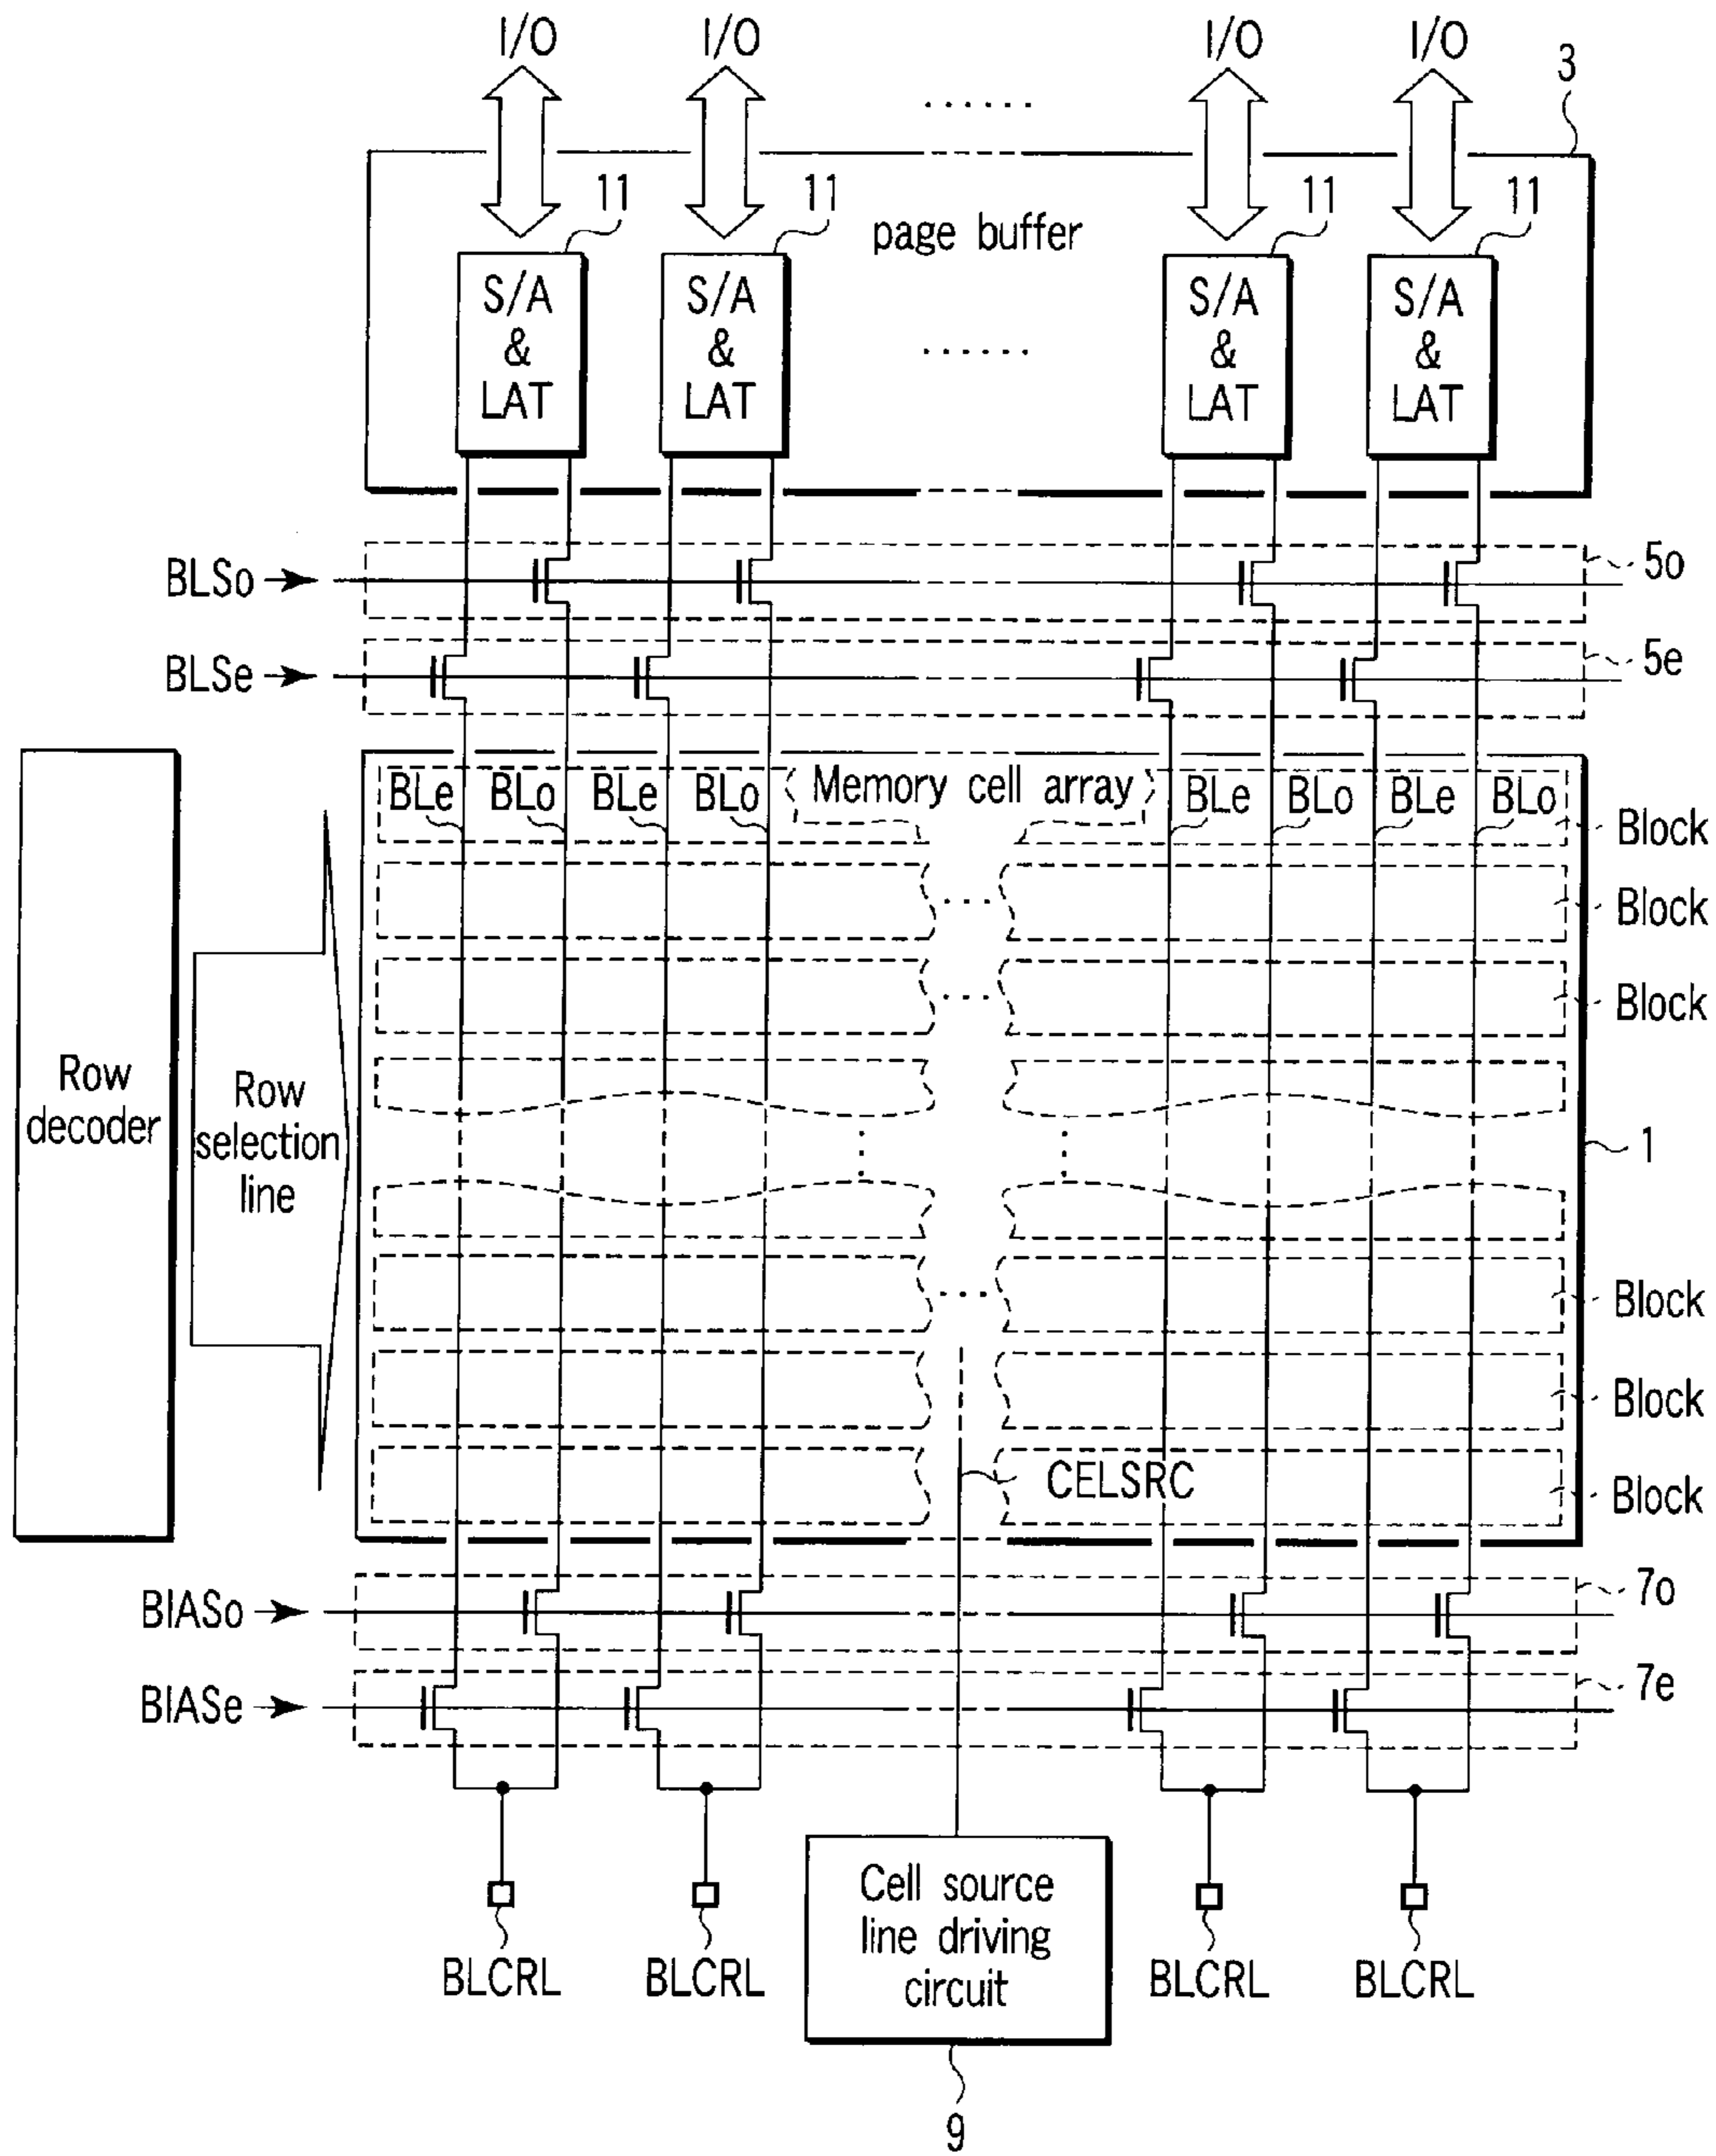 I/O I/O I/O I/O
3
11 11 11 11
page buffer
S/A & LAT
S/A & LAT
S/A & LAT
S/A & LAT
BLSo
5o
BLSe
5e
BLe BLo BLe BLo Memory cell array BLe BLo BLe BLo
Block
Block
Block
Row decoder
Row selection line
1
Block
Block
CELSRC
Block
BIASo
7o
BIASe
7e
Cell source line driving circuit
BLCRL BLCRL BLCRL BLCRL
9